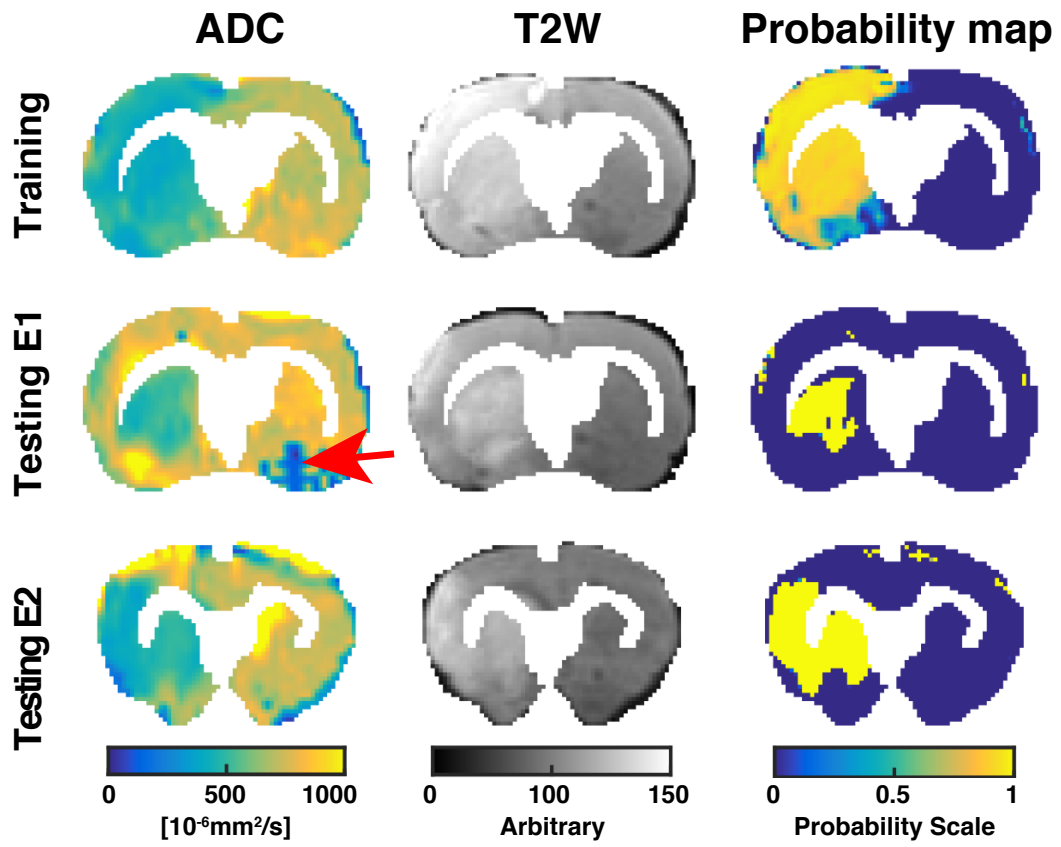 ADC
T2W
Probability map
Training
Testing E1
Testing E2
0 500 1000
[10⁻⁶mm²/s]
0 100 150
Arbitrary
0 0.5 1
Probability Scale